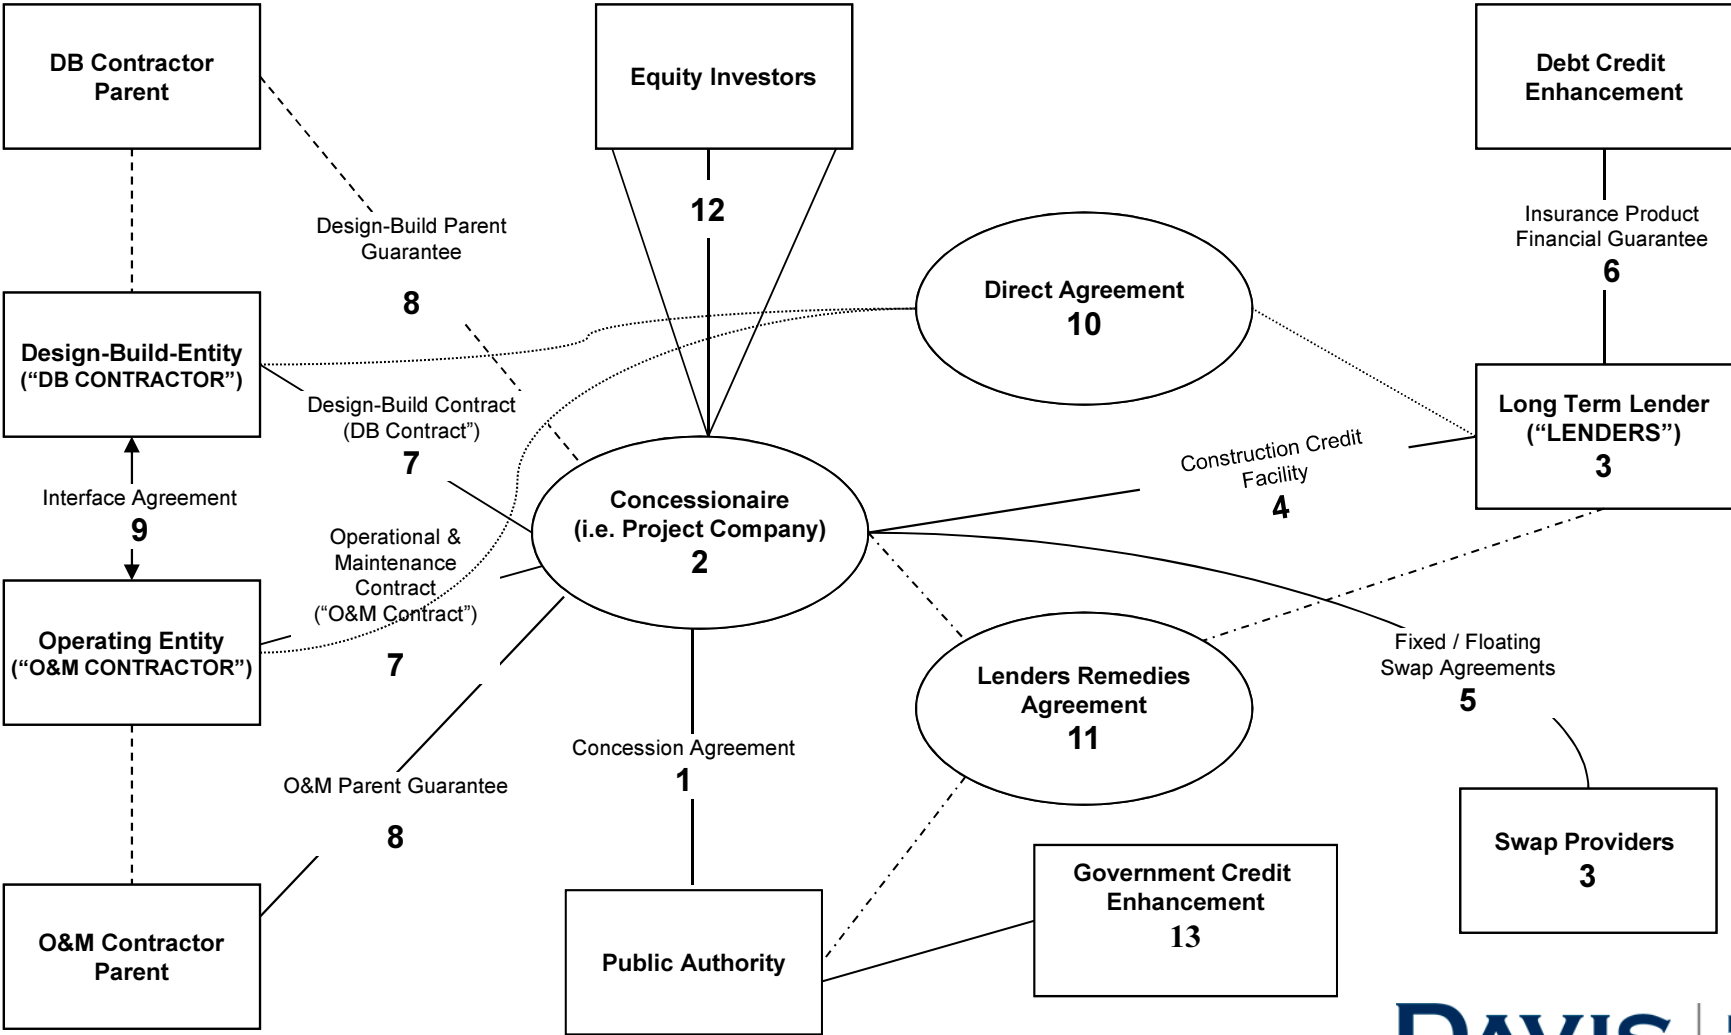 DB Contractor
Parent
Equity Investors
Debt Credit
Enhancement
Design-Build Parent
Guarantee
8
12
Insurance Product
Financial Guarantee
6
Direct Agreement
10
Design-Build-Entity
(“DB CONTRACTOR”)
Design-Build Contract
(DB Contract”)
7
Long Term Lender
(“LENDERS”)
3
Construction Credit
Facility
4
Interface Agreement
9
Concessionaire
(i.e. Project Company)
2
Operational &
Maintenance
Contract
(“O&M Contract”)
7
Operating Entity
(“O&M CONTRACTOR”)
Fixed / Floating
Swap Agreements
5
Lenders Remedies
Agreement
11
Concession Agreement
1
O&M Parent Guarantee
8
Swap Providers
3
Government Credit
Enhancement
13
O&M Contractor
Parent
Public Authority
DAVIS